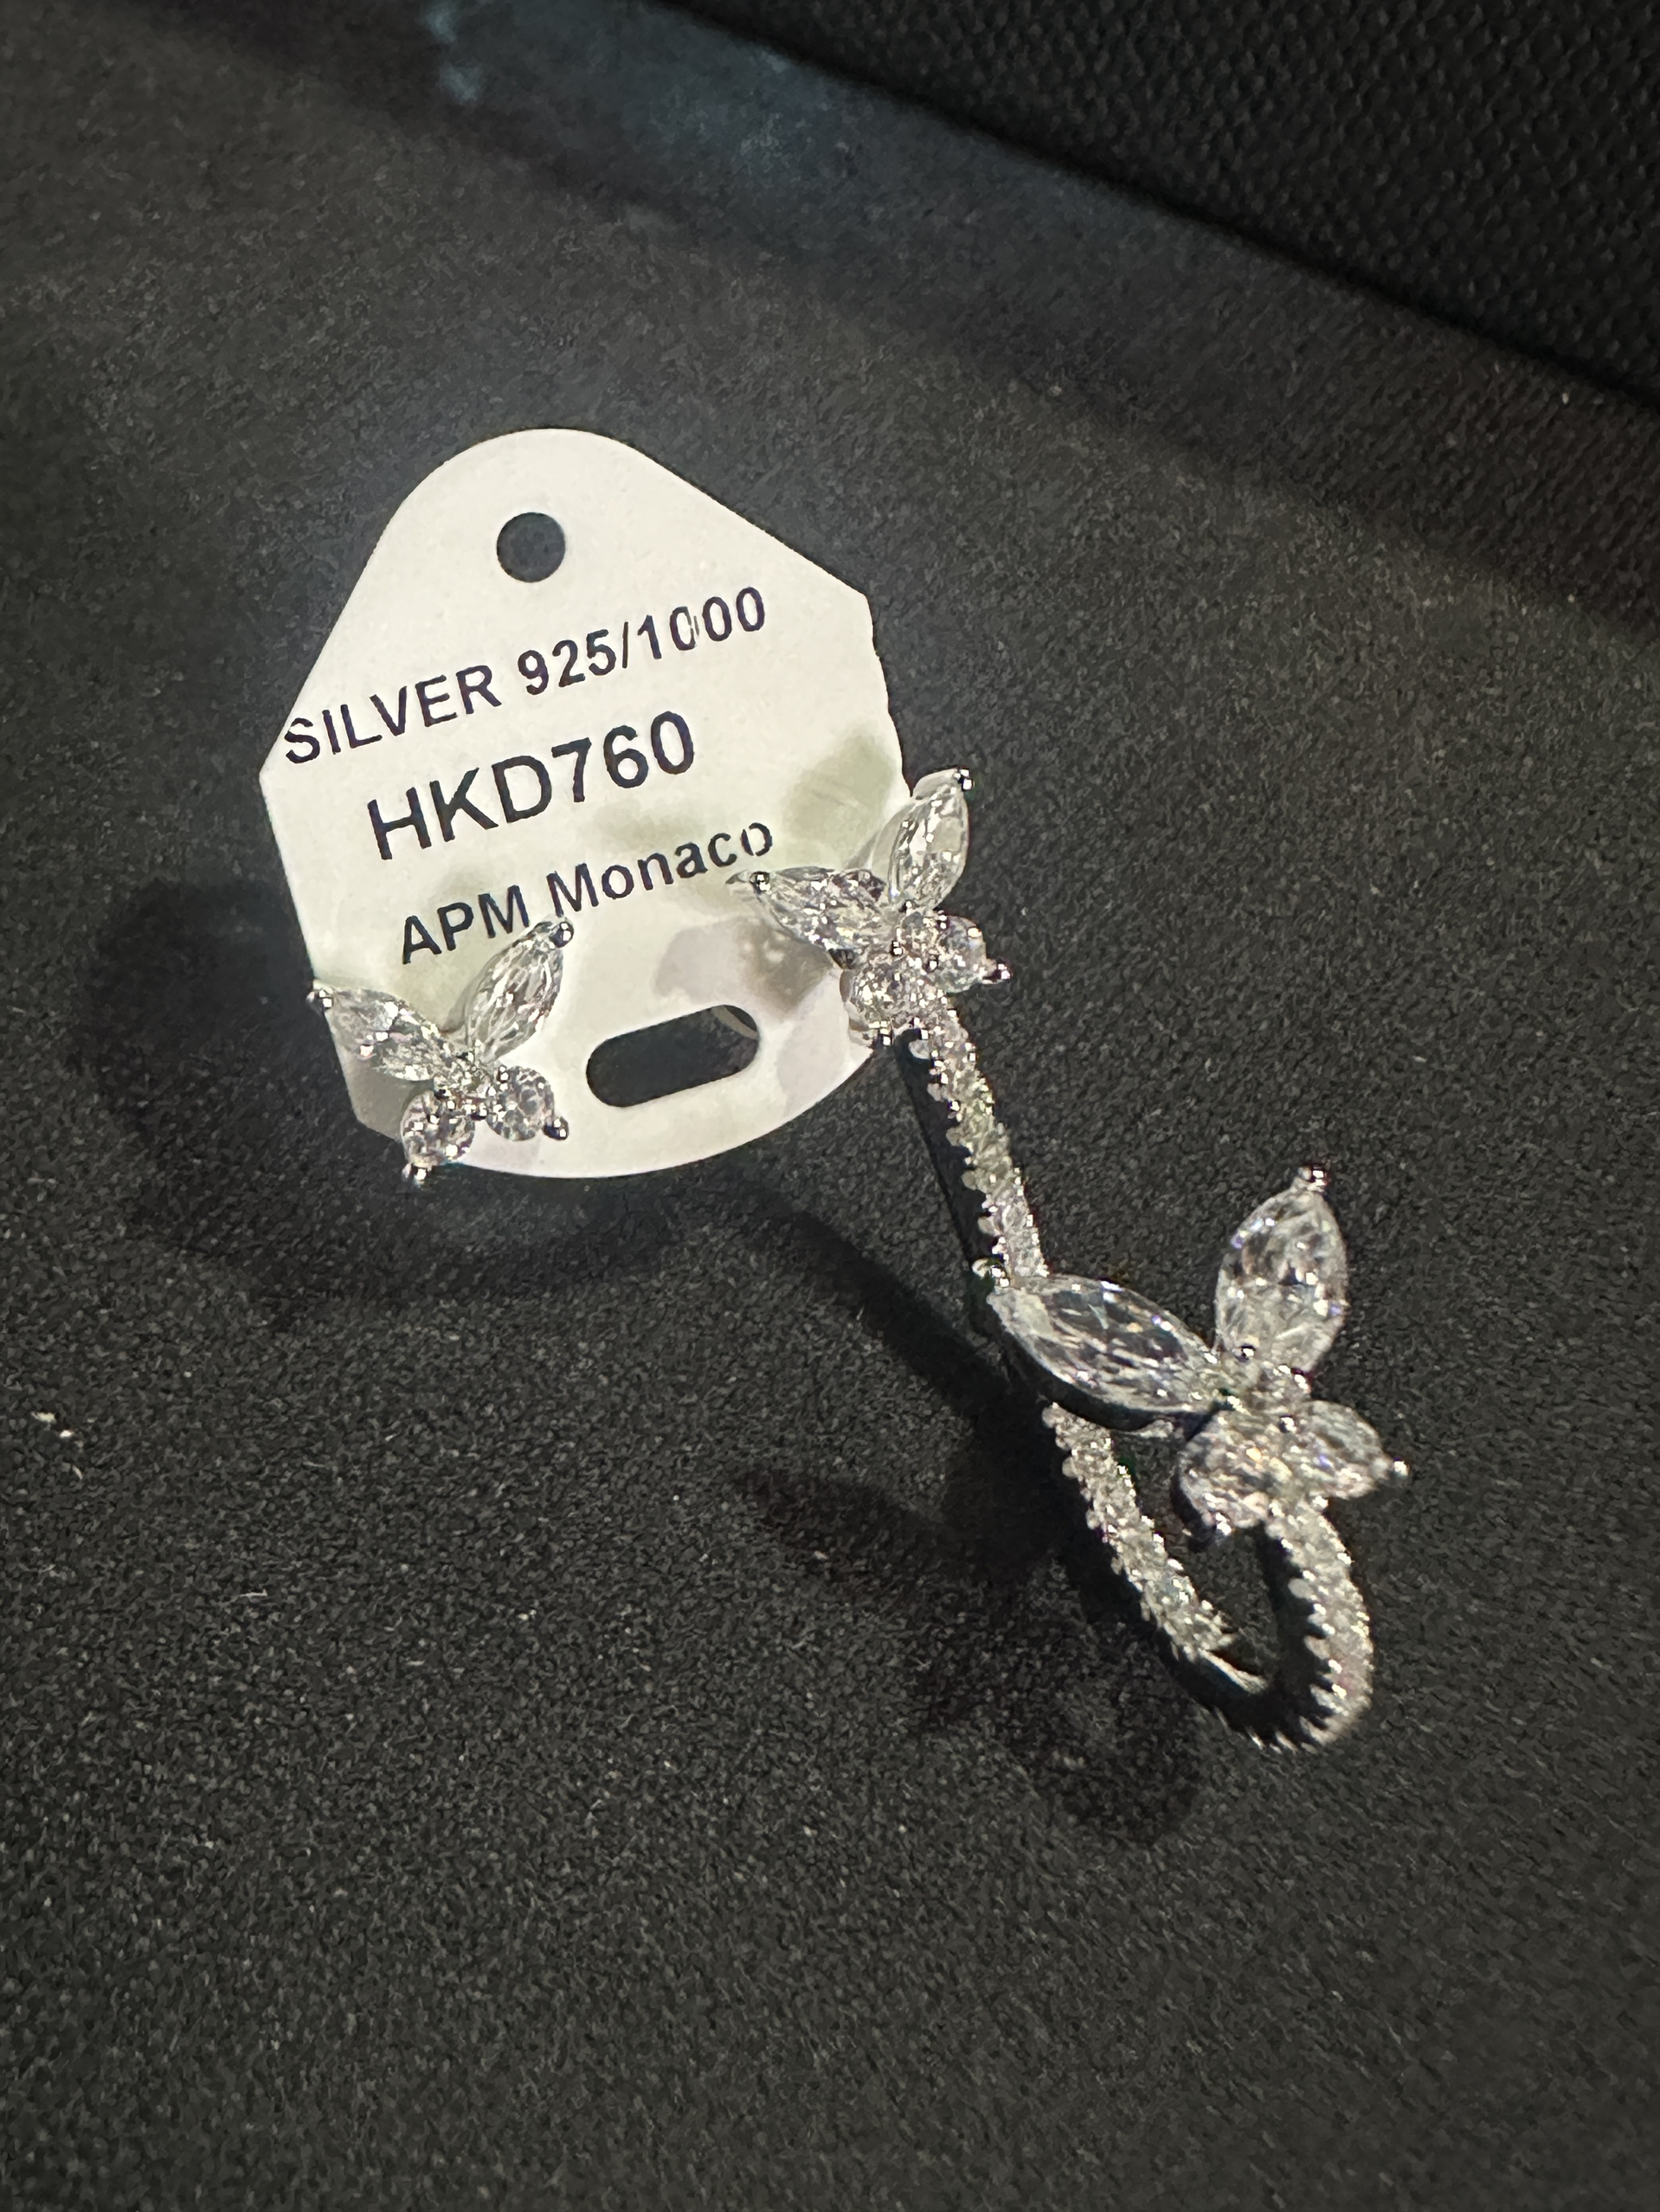 SILVER 925/1000
HKD760
APM Monaco